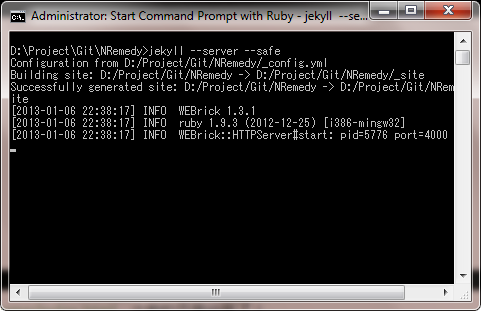 Administrator: Start Command Prompt with Ruby - jekyll --se...
D:\Project\Git\NRemedy>jekyll --server --safe
Configuration from D:/Project/Git/NRemedy/_config.yml
Building site: D:/Project/Git/NRemedy -> D:/Project/Git/NRemedy/_site
Successfully generated site: D:/Project/Git/NRemedy -> D:/Project/Git/NRemedy/_s
ite
[2013-01-06 22:38:17] INFO  WEBrick 1.3.1
[2013-01-06 22:38:17] INFO  ruby 1.9.3 (2012-12-25) [i386-mingw32]
[2013-01-06 22:38:17] INFO  WEBrick::HTTPServer#start: pid=5776 port=4000